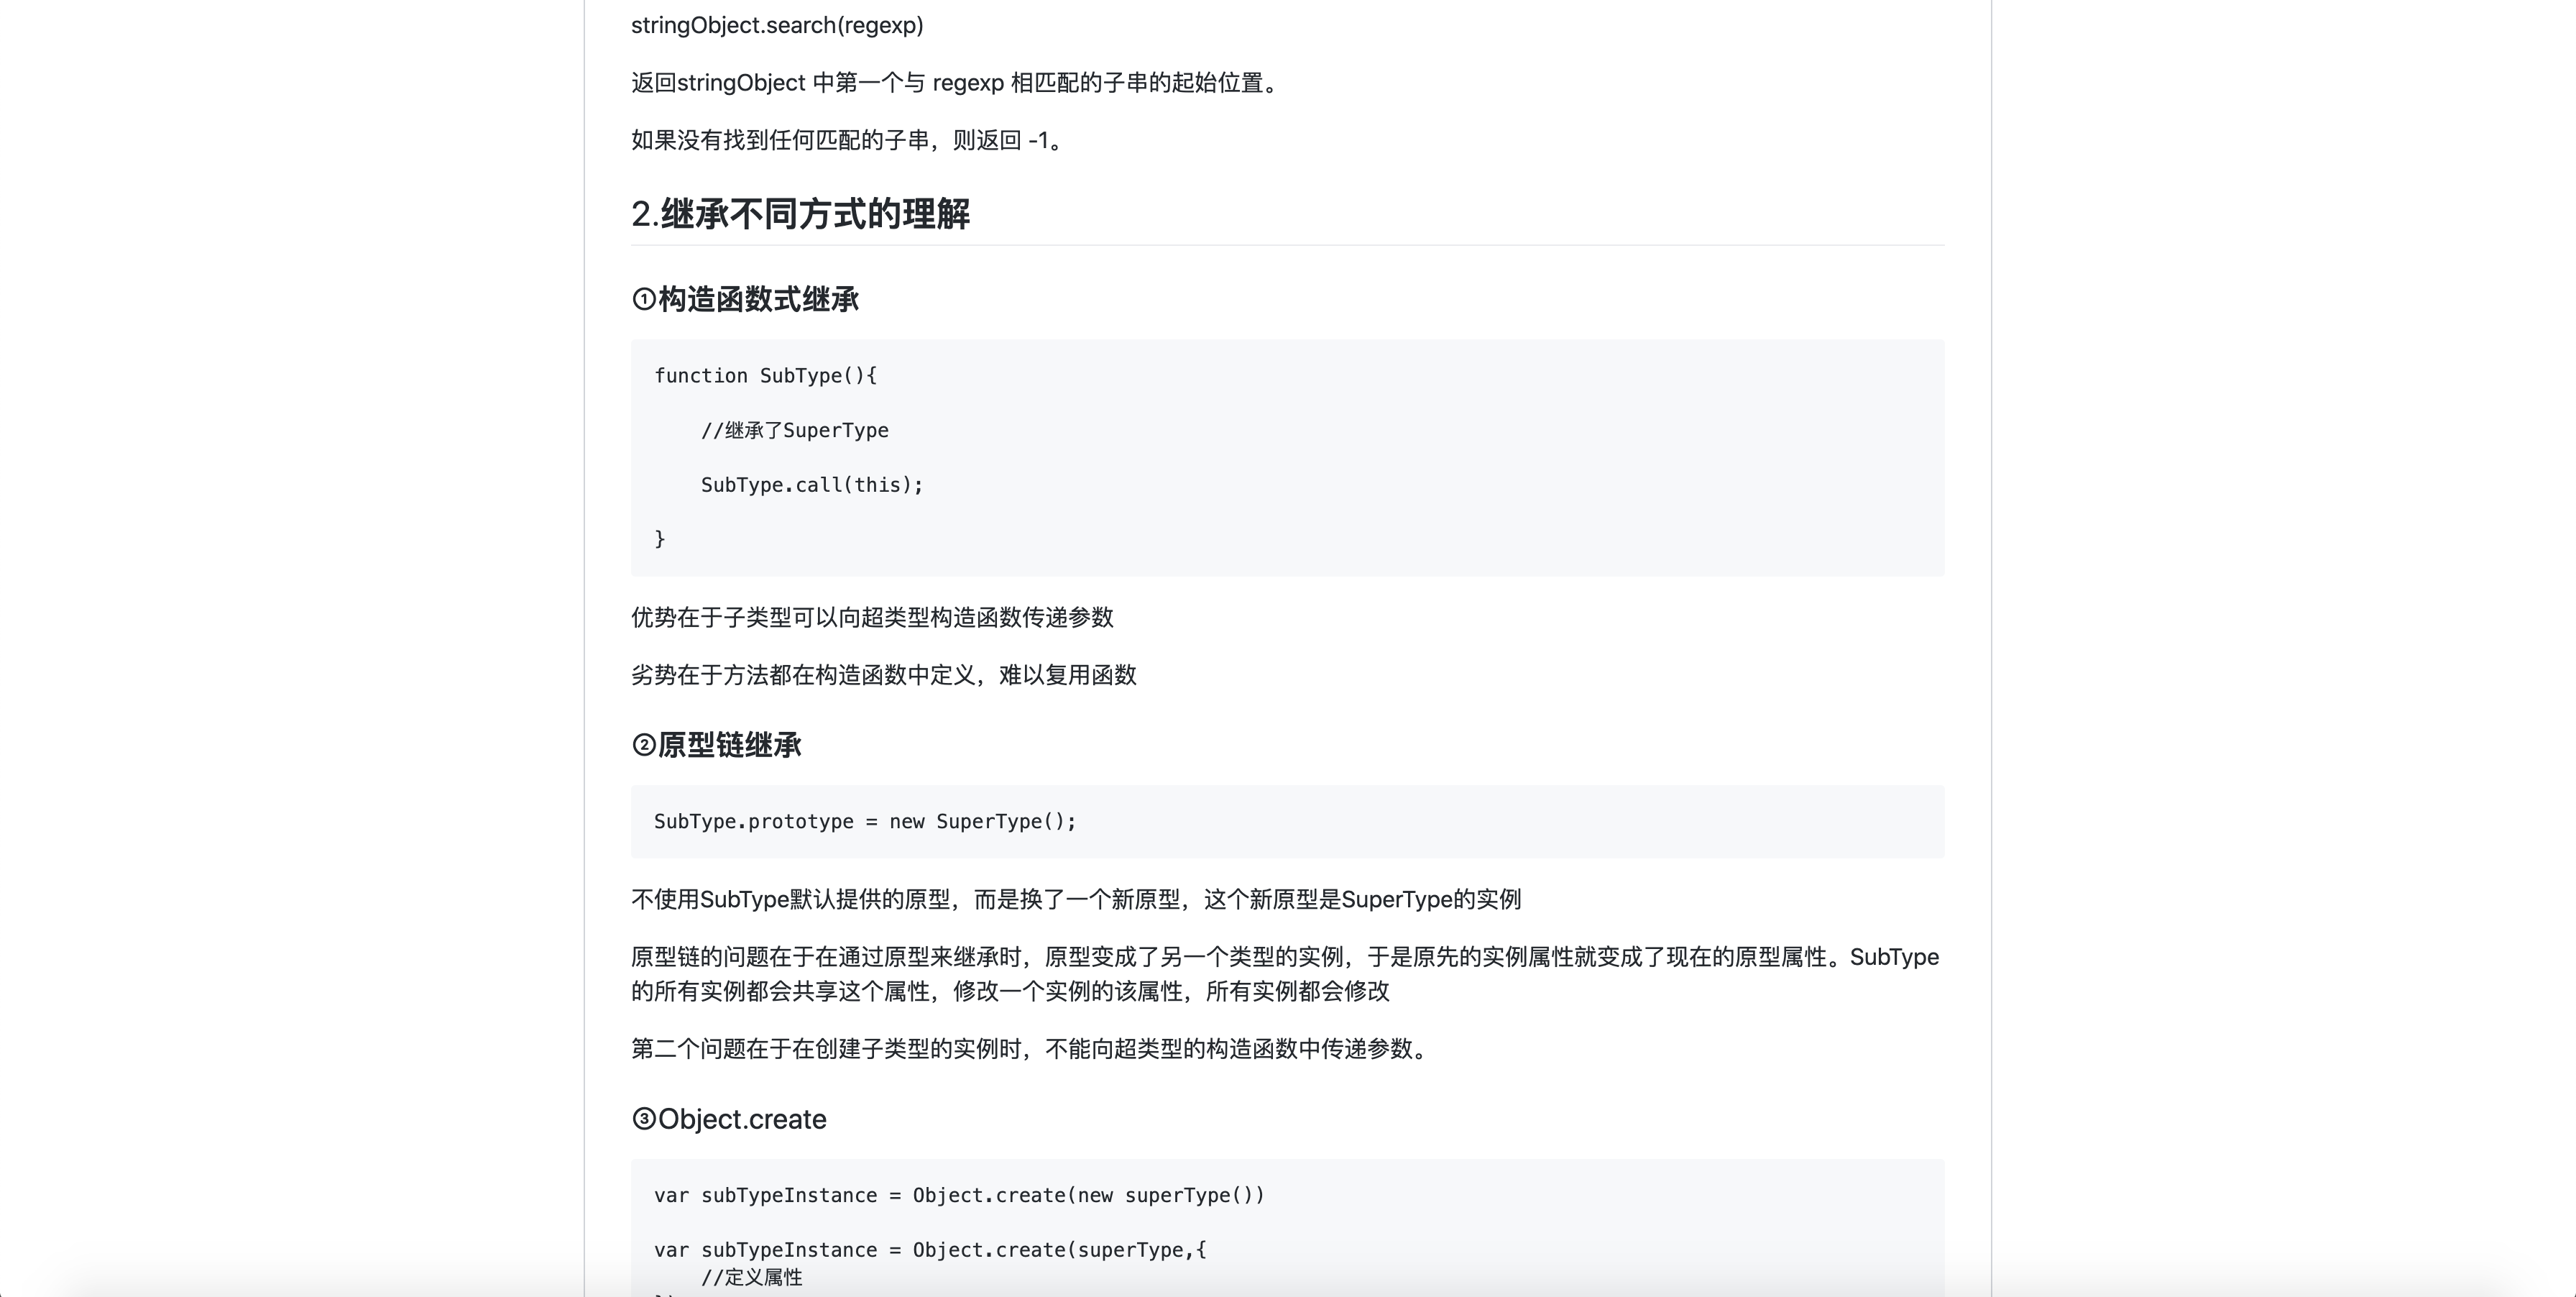 stringObject.search(regexp)
返回stringObject 中第一个与 regexp 相匹配的子串的起始位置。
如果没有找到任何匹配的子串，则返回 -1。
2.继承不同方式的理解
①构造函数式继承
function SubType(){
//继承了SuperType
SubType.call(this);
}
优势在于子类型可以向超类型构造函数传递参数
劣势在于方法都在构造函数中定义，难以复用函数
②原型链继承
SubType.prototype = new SuperType();
不使用SubType默认提供的原型，而是换了一个新原型，这个新原型是SuperType的实例
原型链的问题在于在通过原型来继承时，原型变成了另一个类型的实例，于是原先的实例属性就变成了现在的原型属性。SubType
的所有实例都会共享这个属性，修改一个实例的该属性，所有实例都会修改
第二个问题在于在创建子类型的实例时，不能向超类型的构造函数中传递参数。
③Object.create
var subTypeInstance = Object.create(new superType())
var subTypeInstance = Object.create(superType,{
//定义属性